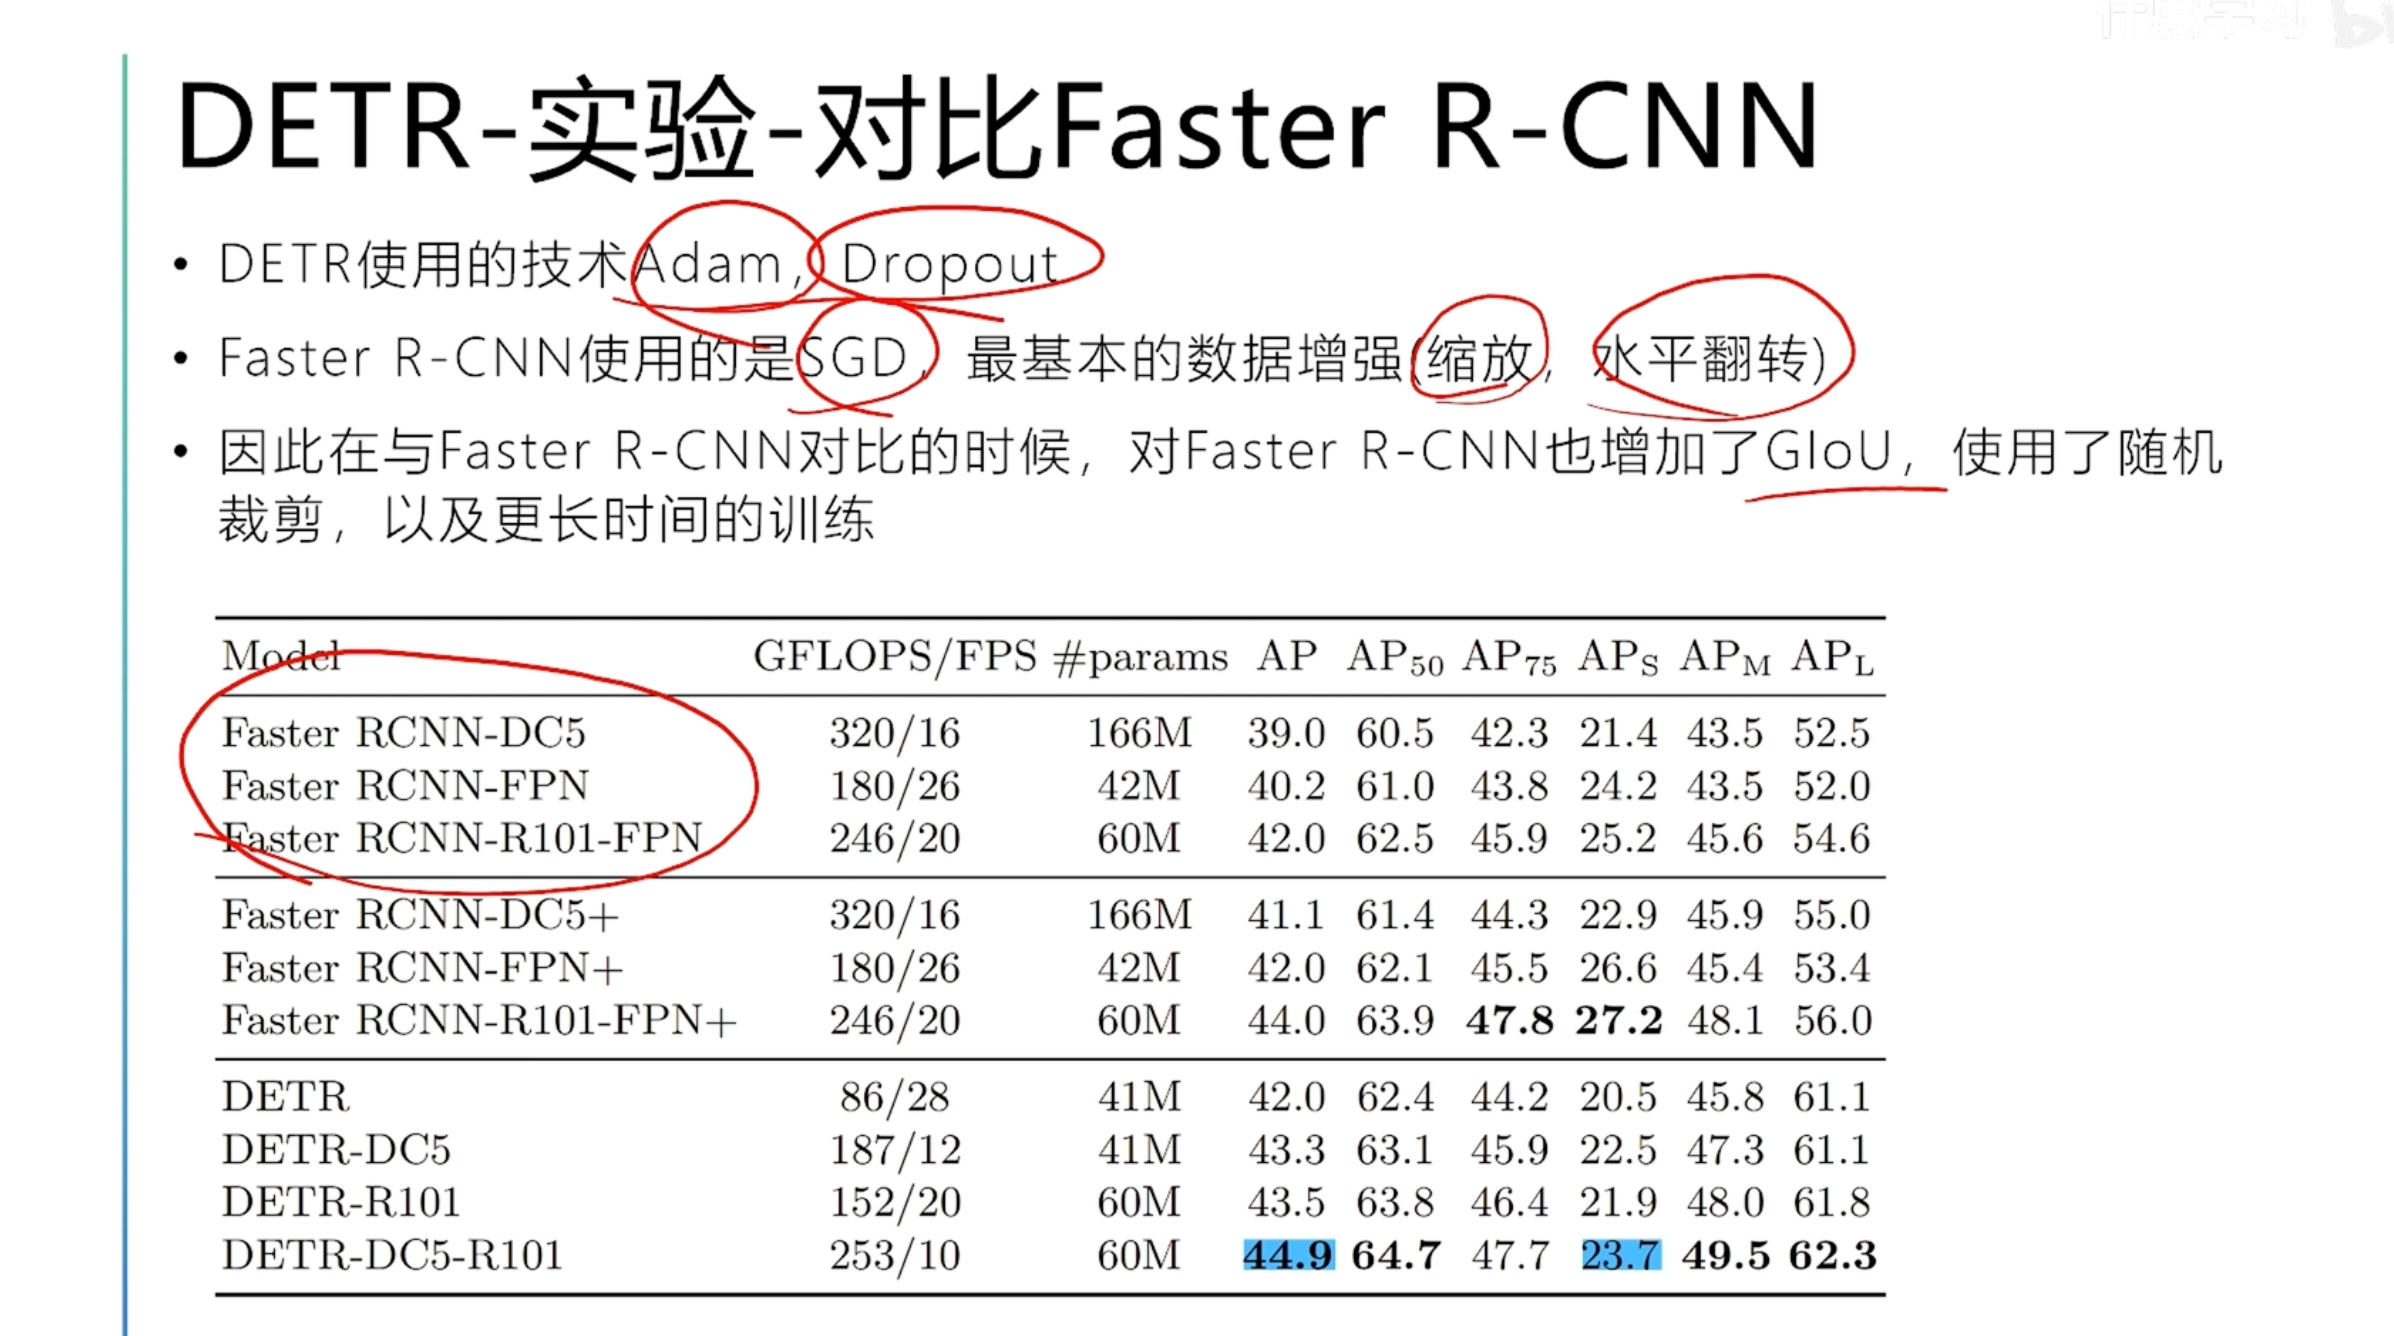 DETR-实验-对比Faster R-CNN
• DETR使用的技术Adam，Dropout
• Faster R-CNN使用的是SGD，最基本的数据增强(缩放，水平翻转)
• 因此在与Faster R-CNN对比的时候，对Faster R-CNN也增加了GIoU，使用了随机
裁剪，以及更长时间的训练
Model GFLOPS/FPS #params AP AP50 AP75 APS APM APL
Faster RCNN-DC5 320/16 166M 39.0 60.5 42.3 21.4 43.5 52.5
Faster RCNN-FPN 180/26 42M 40.2 61.0 43.8 24.2 43.5 52.0
Faster RCNN-R101-FPN 246/20 60M 42.0 62.5 45.9 25.2 45.6 54.6
Faster RCNN-DC5+ 320/16 166M 41.1 61.4 44.3 22.9 45.9 55.0
Faster RCNN-FPN+ 180/26 42M 42.0 62.1 45.5 26.6 45.4 53.4
Faster RCNN-R101-FPN+ 246/20 60M 44.0 63.9 47.8 27.2 48.1 56.0
DETR 86/28 41M 42.0 62.4 44.2 20.5 45.8 61.1
DETR-DC5 187/12 41M 43.3 63.1 45.9 22.5 47.3 61.1
DETR-R101 152/20 60M 43.5 63.8 46.4 21.9 48.0 61.8
DETR-DC5-R101 253/10 60M 44.9 64.7 47.7 23.7 49.5 62.3